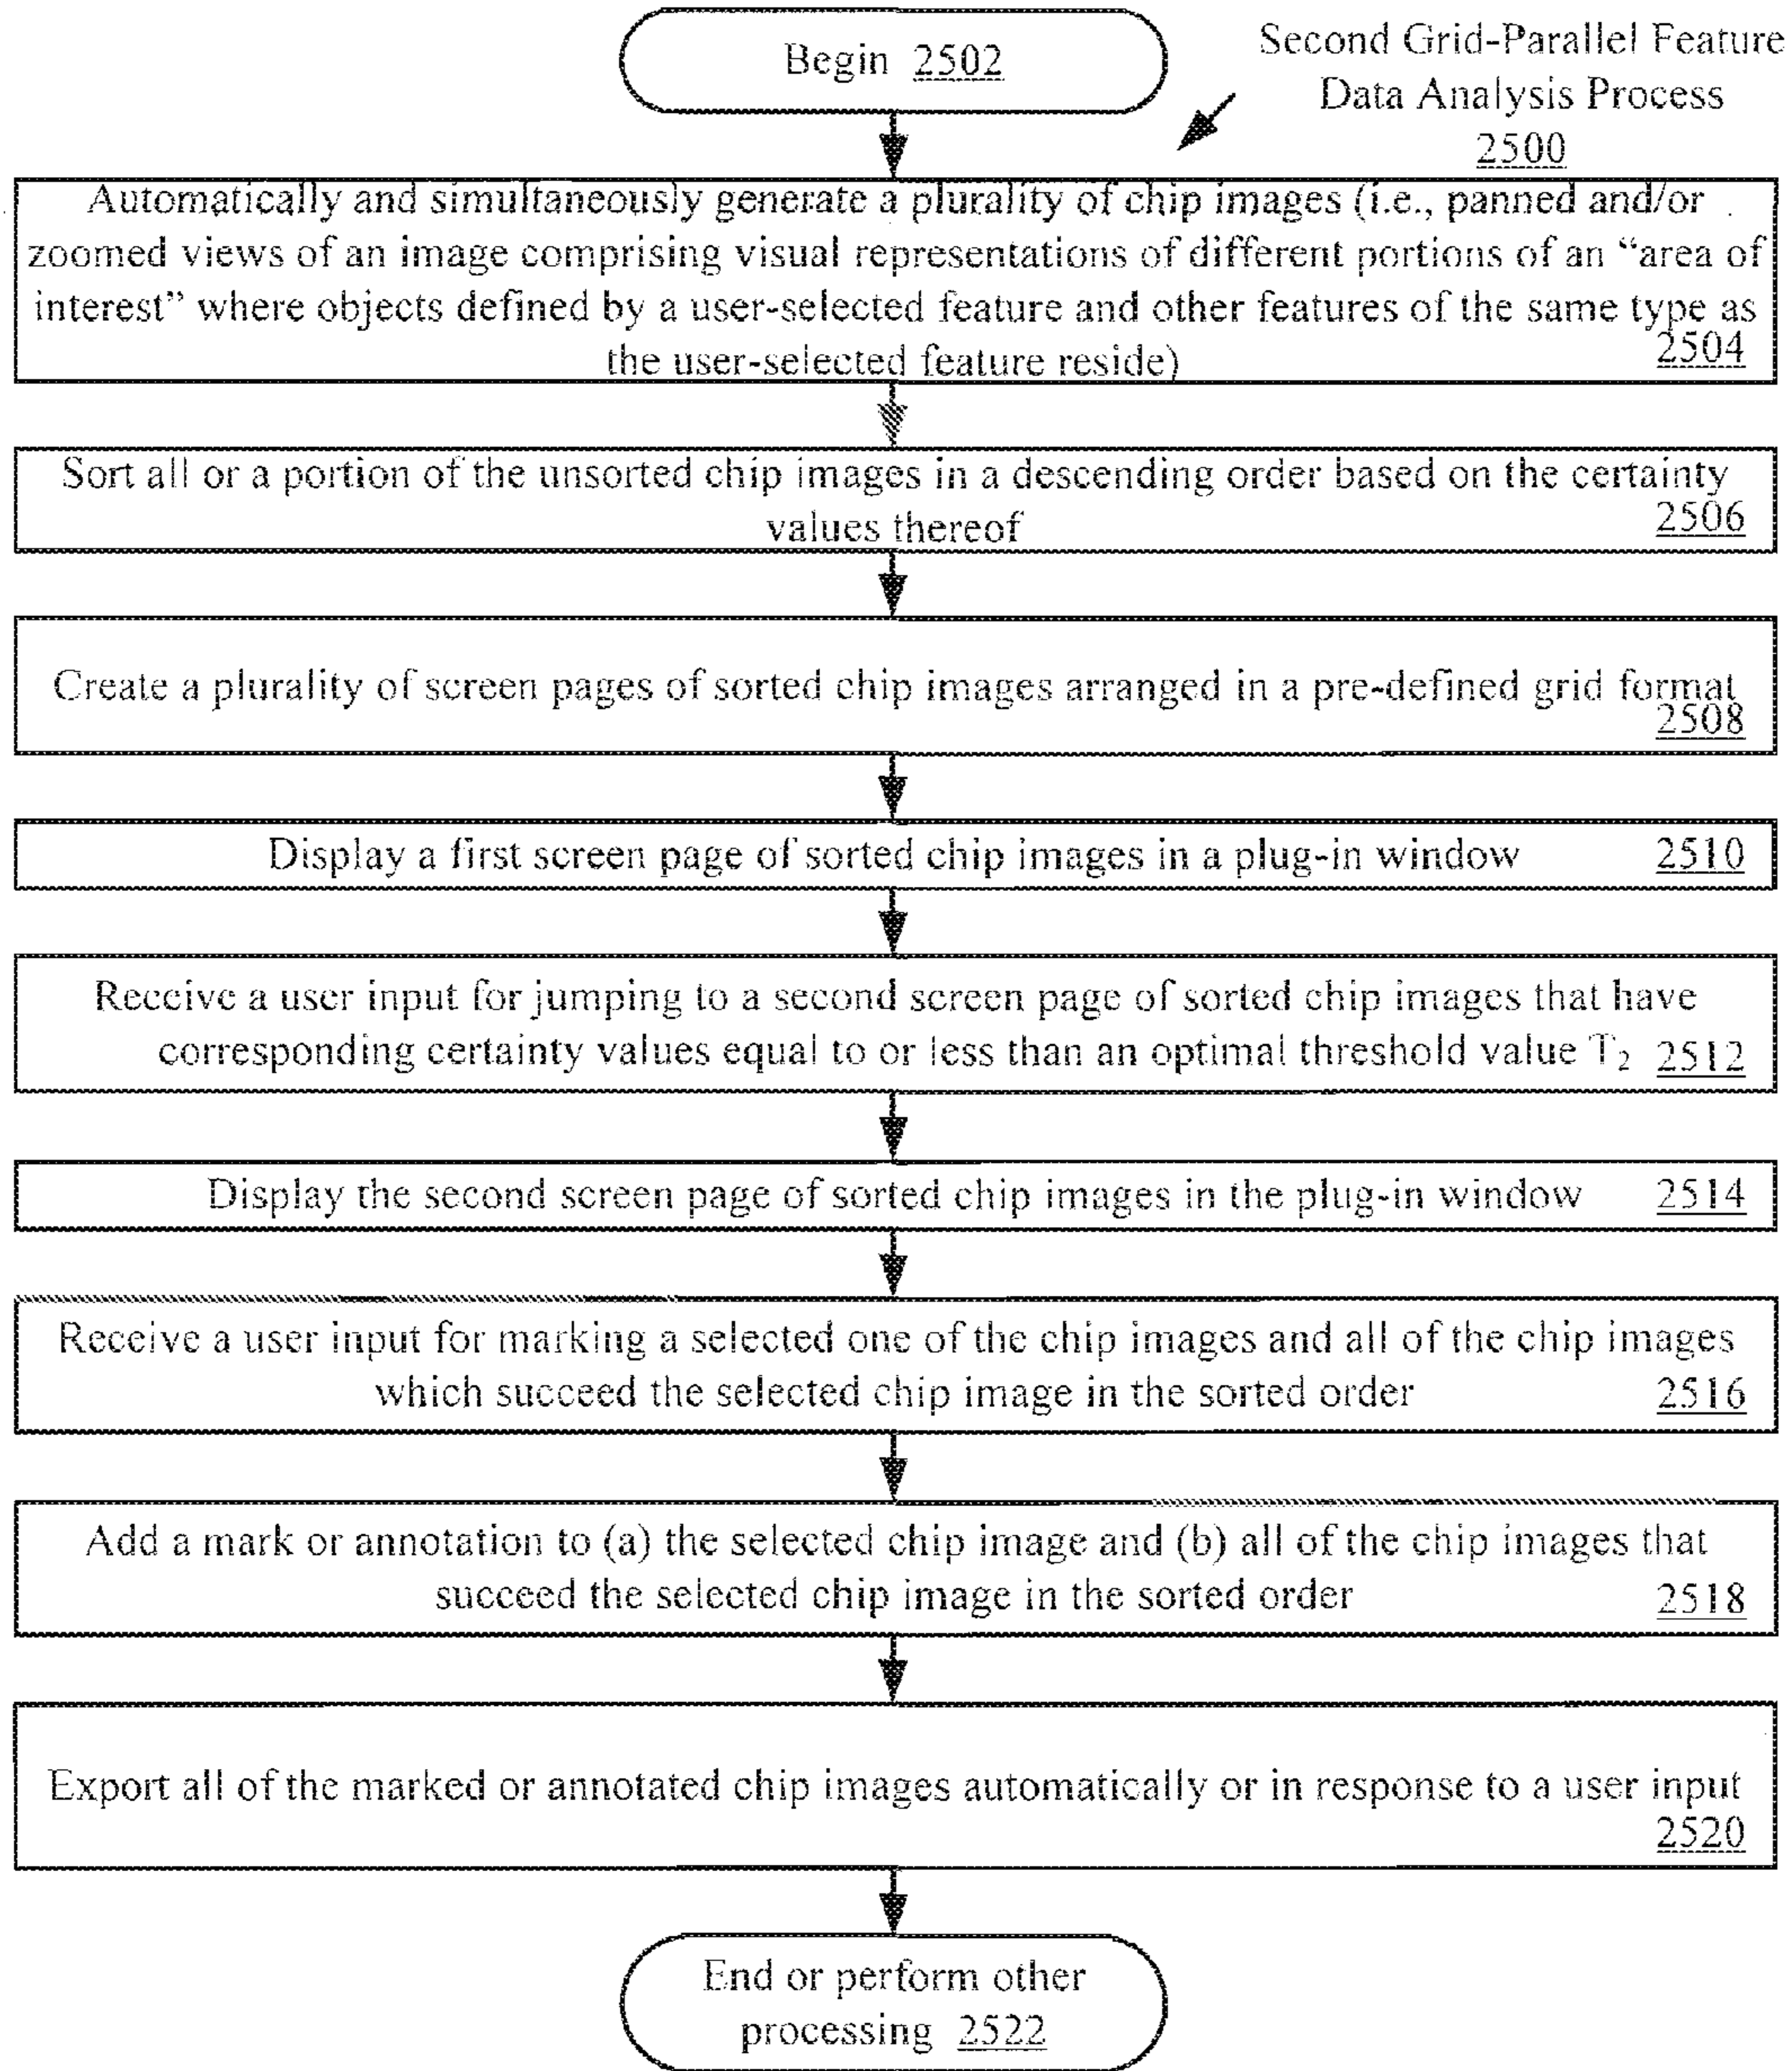 Begin 2502
Second Grid-Parallel Feature
Data Analysis Process
2500
Automatically and simultaneously generate a plurality of chip images (i.e., panned and/or
zoomed views of an image comprising visual representations of different portions of an “area of
interest” where objects defined by a user-selected feature and other features of the same type as
the user-selected feature reside)
2504
Sort all or a portion of the unsorted chip images in a descending order based on the certainty
values thereof
2506
Create a plurality of screen pages of sorted chip images arranged in a pre-defined grid format
2508
Display a first screen page of sorted chip images in a plug-in window 2510
Receive a user input for jumping to a second screen page of sorted chip images that have
corresponding certainty values equal to or less than an optimal threshold value T₂ 2512
Display the second screen page of sorted chip images in the plug-in window 2514
Receive a user input for marking a selected one of the chip images and all of the chip images
which succeed the selected chip image in the sorted order 2516
Add a mark or annotation to (a) the selected chip image and (b) all of the chip images that
succeed the selected chip image in the sorted order 2518
Export all of the marked or annotated chip images automatically or in response to a user input
2520
End or perform other
processing 2522